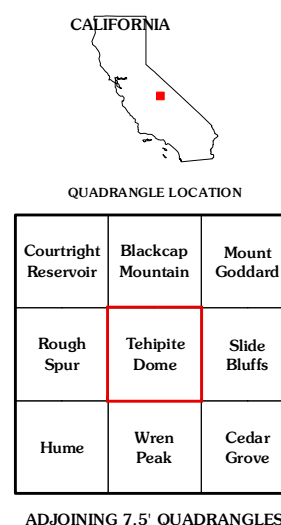 CALIFORNIA
QUADRANGLE LOCATION
Courtright
Reservoir
Blackcap
Mountain
Mount
Goddard
Rough
Spur
Tehipite
Dome
Slide
Bluffs
Hume
Wren
Peak
Cedar
Grove
ADJOINING 7.5' QUADRANGLES